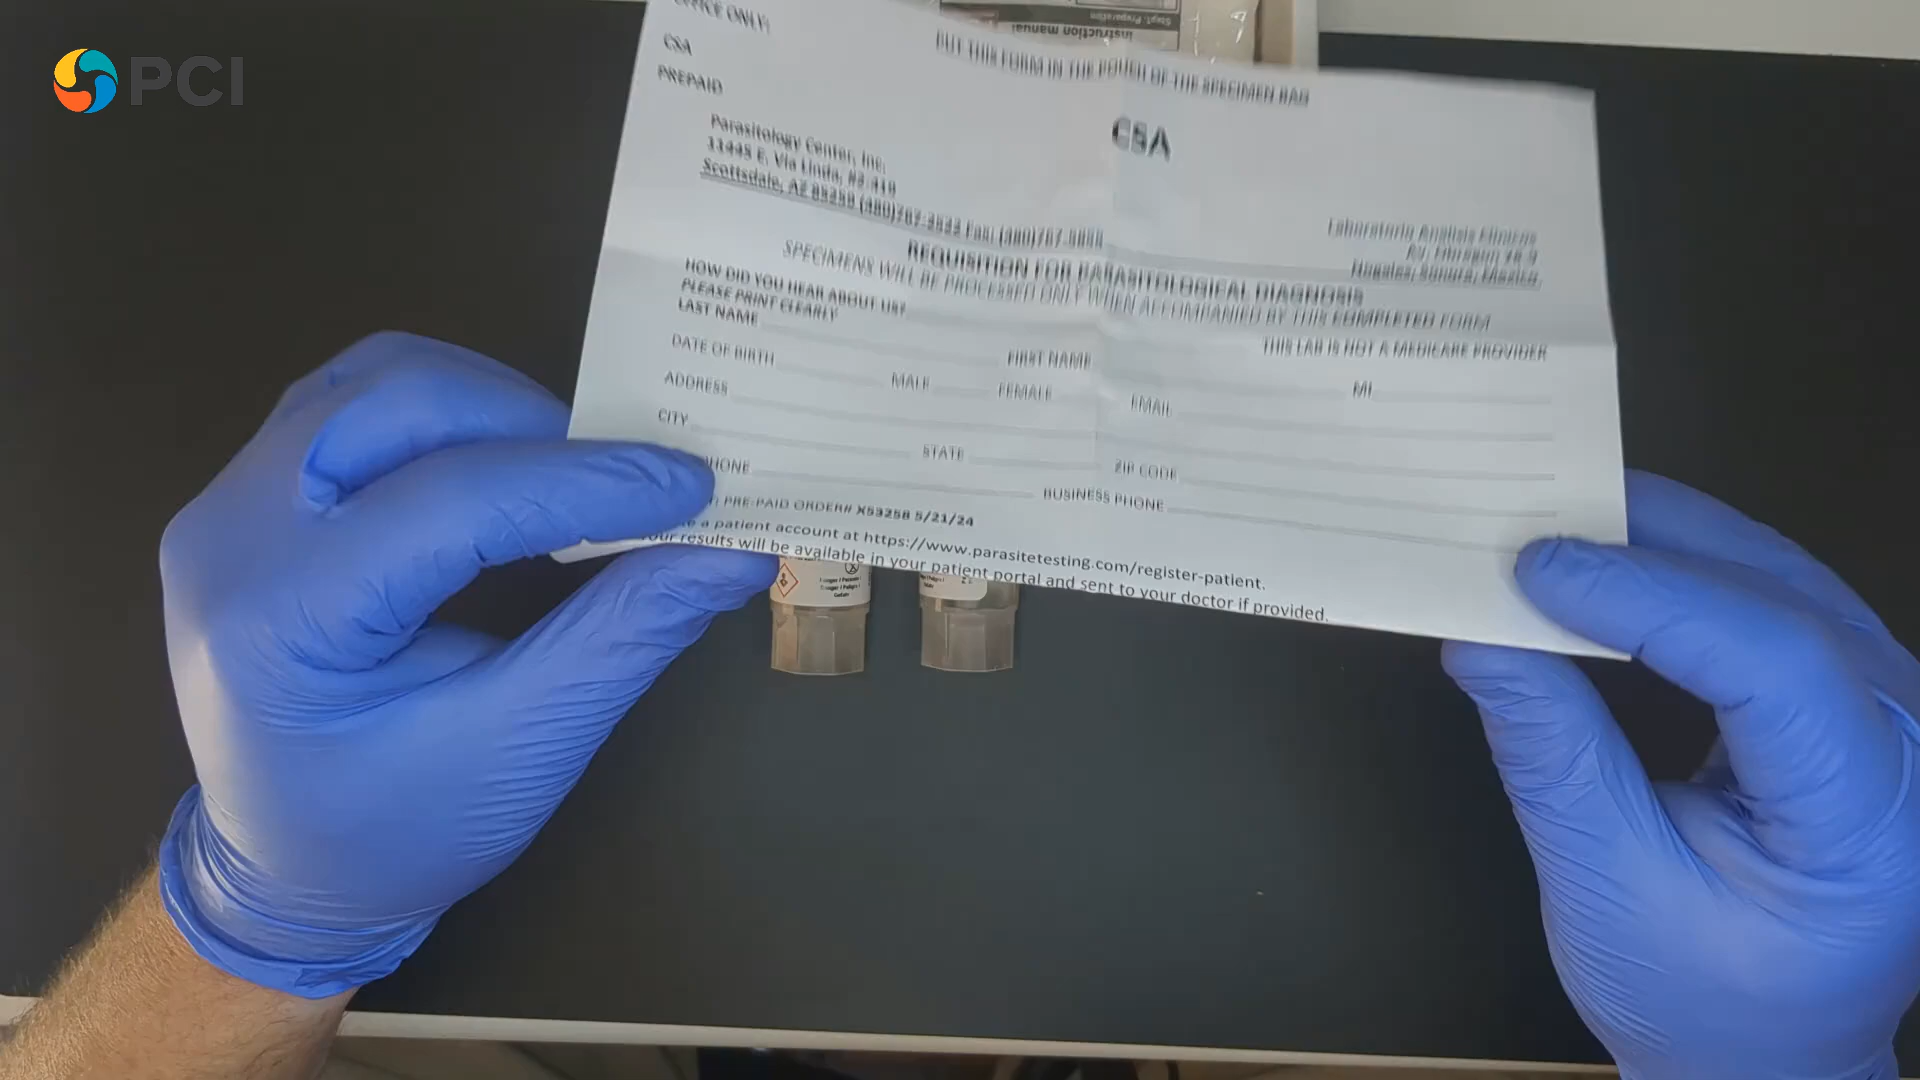 PCI
Instruction manual
OFFICE ONLY:
CSA
PREPAID
PUT THIS FORM IN THE POUCH OF THE SPECIMEN BAG
CSA
Parasitology Center, Inc.
11445 E. Via Linda, #2-419
Scottsdale, AZ 85259 (480)767-2522 Fax: (480)767-5855
Nogales, Sonora, Mexico
REQUISITION FOR PARASITOLOGICAL DIAGNOSIS
SPECIMENS WILL BE PROCESSED ONLY WHEN ACCOMPANIED BY THIS COMPLETED FORM
HOW DID YOU HEAR ABOUT US?
PLEASE PRINT CLEARLY
THIS LAB IS NOT A MEDICARE PROVIDER
LAST NAME FIRST NAME MI
DATE OF BIRTH MALE FEMALE EMAIL
ADDRESS
CITY STATE ZIP CODE
PHONE BUSINESS PHONE
PRE-PAID ORDER# X53258 5/21/24
a patient account at https://www.parasitetesting.com/register-patient.
Your results will be available in your patient portal and sent to your doctor if provided.